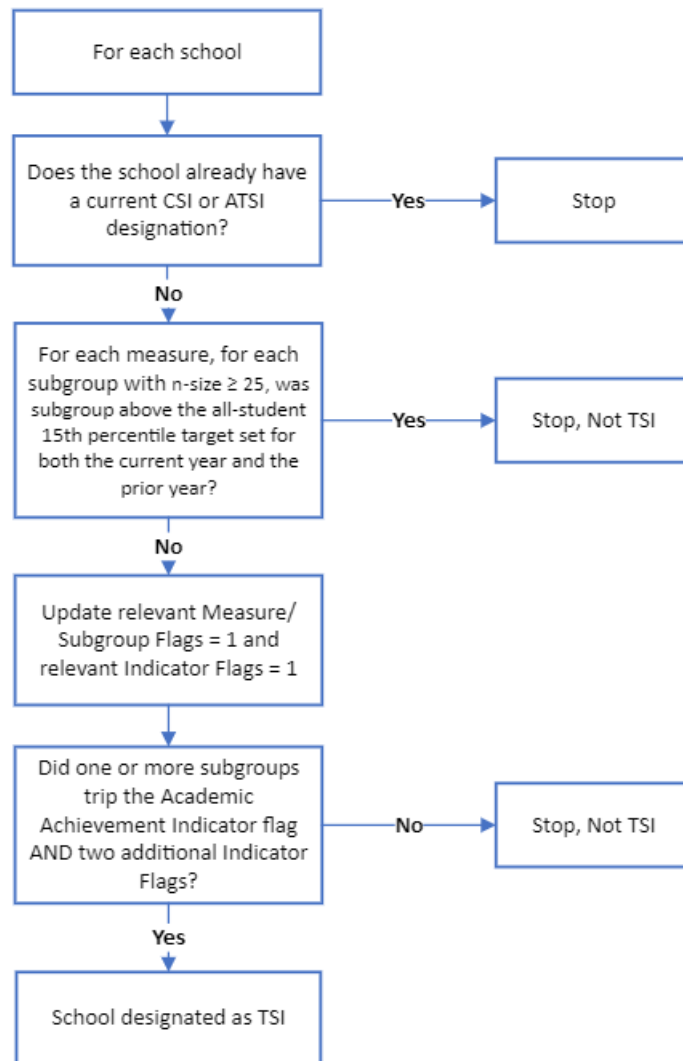 For each school
Does the school already have
a current CSI or ATSI
designation?
Yes
Stop
No
For each measure, for each
subgroup with n-size ≥ 25, was
subgroup above the all-student
15th percentile target set for
both the current year and the
prior year?
Yes
Stop, Not TSI
No
Update relevant Measure/
Subgroup Flags = 1 and
relevant Indicator Flags = 1
Did one or more subgroups
trip the Academic
Achievement Indicator flag
AND two additional Indicator
Flags?
No
Stop, Not TSI
Yes
School designated as TSI